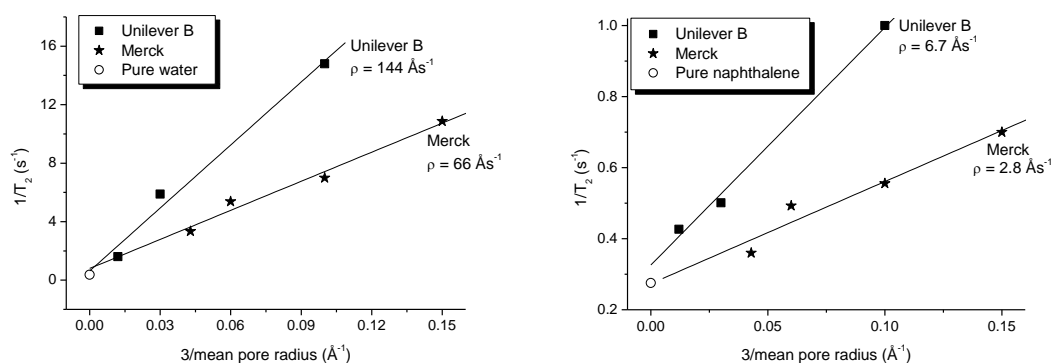 Unilever B
Merck
Pure water
Unilever B
ρ = 144 Ås⁻¹
Merck
ρ = 66 Ås⁻¹
16
12
8
4
0
1/T₂ (s⁻¹)
0.00 0.03 0.06 0.09 0.12 0.15
3/mean pore radius (Å⁻¹)
Unilever B
Merck
Pure naphthalene
Unilever B
ρ = 6.7 Ås⁻¹
Merck
ρ = 2.8 Ås⁻¹
1.0
0.8
0.6
0.4
0.2
1/T₂ (s⁻¹)
0.00 0.05 0.10 0.15
3/mean pore radius (Å⁻¹)